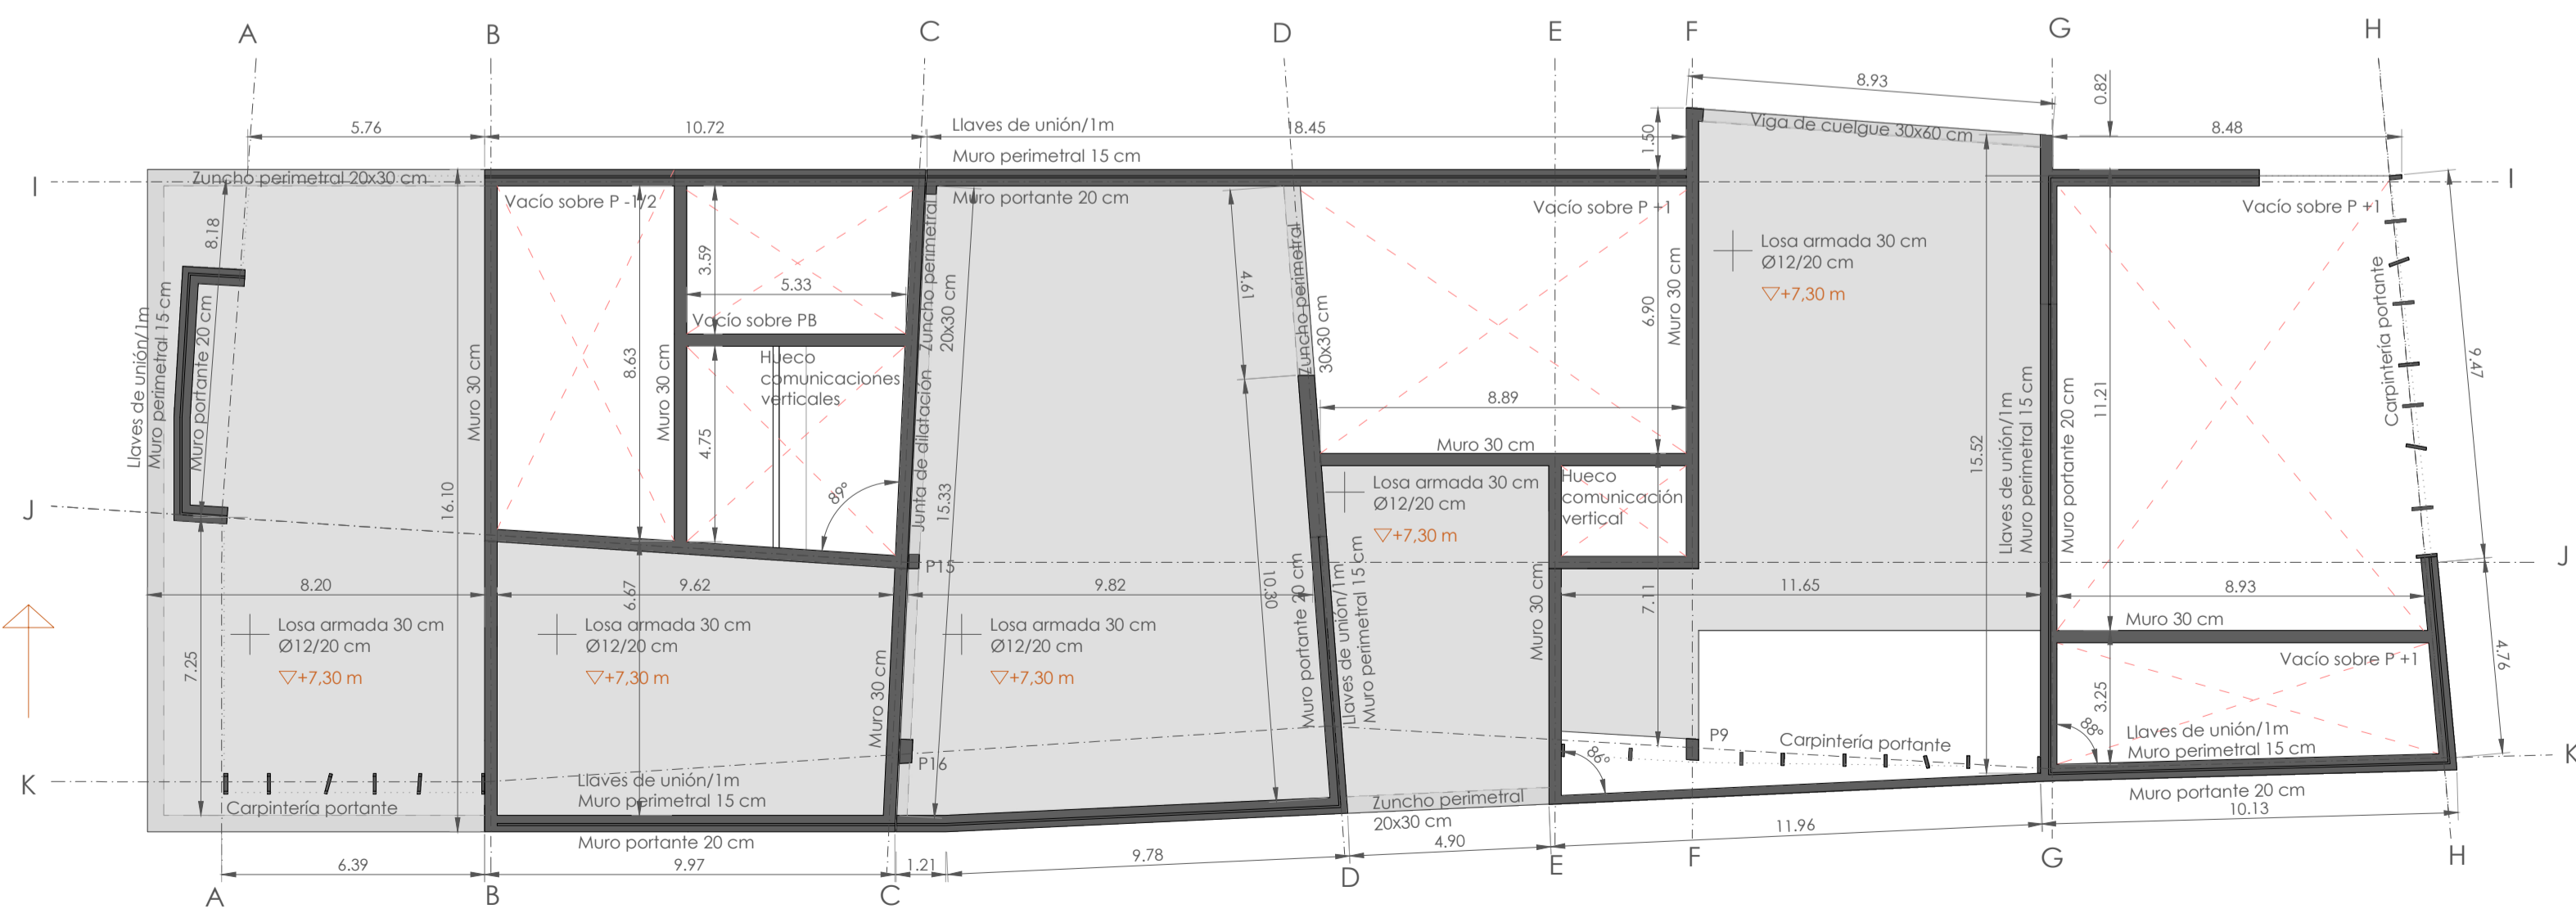 A
B
C
D
E
F
G
H
8.93
0.82
5.76
10.72
Llaves de unión/1m
18.45
1.50
Viga de cuelgue 30x60 cm
8.48
Muro perimetral 15 cm
I
Zuncho perimetral 20x30 cm
I
Vacío sobre P -1/2
Muro portante 20 cm
Vacío sobre P +1
Vacío sobre P +1
8.18
3.59
5.33
Vacío sobre PB
Zuncho perimetral
20x30 cm
4.61
Zuncho perimetral
30x30 cm
6.90
Muro 30 cm
Losa armada 30 cm
Ø12/20 cm
+7,30 m
Carpintería portante
9.47
Llaves de unión/1m
Muro perimetral 15 cm
Muro portante 20 cm
Muro 30 cm
8.63
Muro 30 cm
Hueco
comunicaciones
verticales
4.75
89º
Junta de dilatación
15.33
8.89
Muro 30 cm
15.52
Llaves de unión/1m
Muro perimetral 15 cm
Muro portante 20 cm
11.21
16.10
Losa armada 30 cm
Ø12/20 cm
+7,30 m
Hueco
comunicación
vertical
J
J
P15
8.20
6.67
9.62
9.82
10.30
Muro portante 20 cm
Llaves de unión/1m
Muro perimetral 15 cm
Muro 30 cm
7.11
11.65
8.93
Muro 30 cm
4.76
Losa armada 30 cm
Ø12/20 cm
+7,30 m
Losa armada 30 cm
Ø12/20 cm
+7,30 m
Losa armada 30 cm
Ø12/20 cm
+7,30 m
7.25
Muro 30 cm
Vacío sobre P +1
3.25
88º
Llaves de unión/1m
Muro perimetral 15 cm
P9
Carpintería portante
86º
P16
K
K
Carpintería portante
Llaves de unión/1m
Muro perimetral 15 cm
Zuncho perimetral
20x30 cm
Muro portante 20 cm
10.13
Muro portante 20 cm
6.39
9.97
1.21
9.78
4.90
11.96
A
B
C
D
E
F
G
H